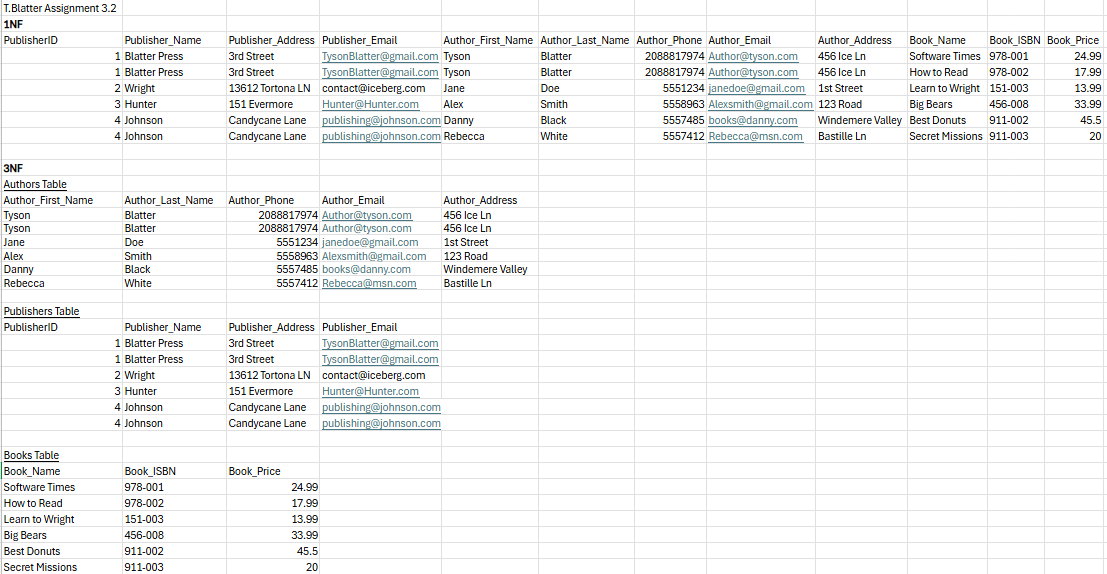 T.Blatter Assignment 3.2
1NF
PublisherID Publisher_Name Publisher_Address Publisher_Email Author_First_Name Author_Last_Name Author_Phone Author_Email Author_Address Book_Name Book_ISBN Book_Price
1 Blatter Press 3rd Street TysonBlatter@gmail.com Tyson Blatter 2088817974 Author@tyson.com 456 Ice Ln Software Times 978-001 24.99
1 Blatter Press 3rd Street TysonBlatter@gmail.com Tyson Blatter 2088817974 Author@tyson.com 456 Ice Ln How to Read 978-002 17.99
2 Wright 13612 Tortona LN contact@iceberg.com Jane Doe 5551234 janedoe@gmail.com 1st Street Learn to Wright 151-003 13.99
3 Hunter 151 Evermore Hunter@Hunter.com Alex Smith 5558963 Alexsmith@gmail.com 123 Road Big Bears 456-008 33.99
4 Johnson Candycane Lane publishing@johnson.com Danny Black 5557485 books@danny.com Windemere Valley Best Donuts 911-002 45.5
4 Johnson Candycane Lane publishing@johnson.com Rebecca White 5557412 Rebecca@msn.com Bastille Ln Secret Missions 911-003 20
3NF
Authors Table
Author_First_Name Author_Last_Name Author_Phone Author_Email Author_Address
Tyson Blatter 2088817974 Author@tyson.com 456 Ice Ln
Tyson Blatter 2088817974 Author@tyson.com 456 Ice Ln
Jane Doe 5551234 janedoe@gmail.com 1st Street
Alex Smith 5558963 Alexsmith@gmail.com 123 Road
Danny Black 5557485 books@danny.com Windemere Valley
Rebecca White 5557412 Rebecca@msn.com Bastille Ln
Publishers Table
PublisherID Publisher_Name Publisher_Address Publisher_Email
1 Blatter Press 3rd Street TysonBlatter@gmail.com
1 Blatter Press 3rd Street TysonBlatter@gmail.com
2 Wright 13612 Tortona LN contact@iceberg.com
3 Hunter 151 Evermore Hunter@Hunter.com
4 Johnson Candycane Lane publishing@johnson.com
4 Johnson Candycane Lane publishing@johnson.com
Books Table
Book_Name Book_ISBN Book_Price
Software Times 978-001 24.99
How to Read 978-002 17.99
Learn to Wright 151-003 13.99
Big Bears 456-008 33.99
Best Donuts 911-002 45.5
Secret Missions 911-003 20